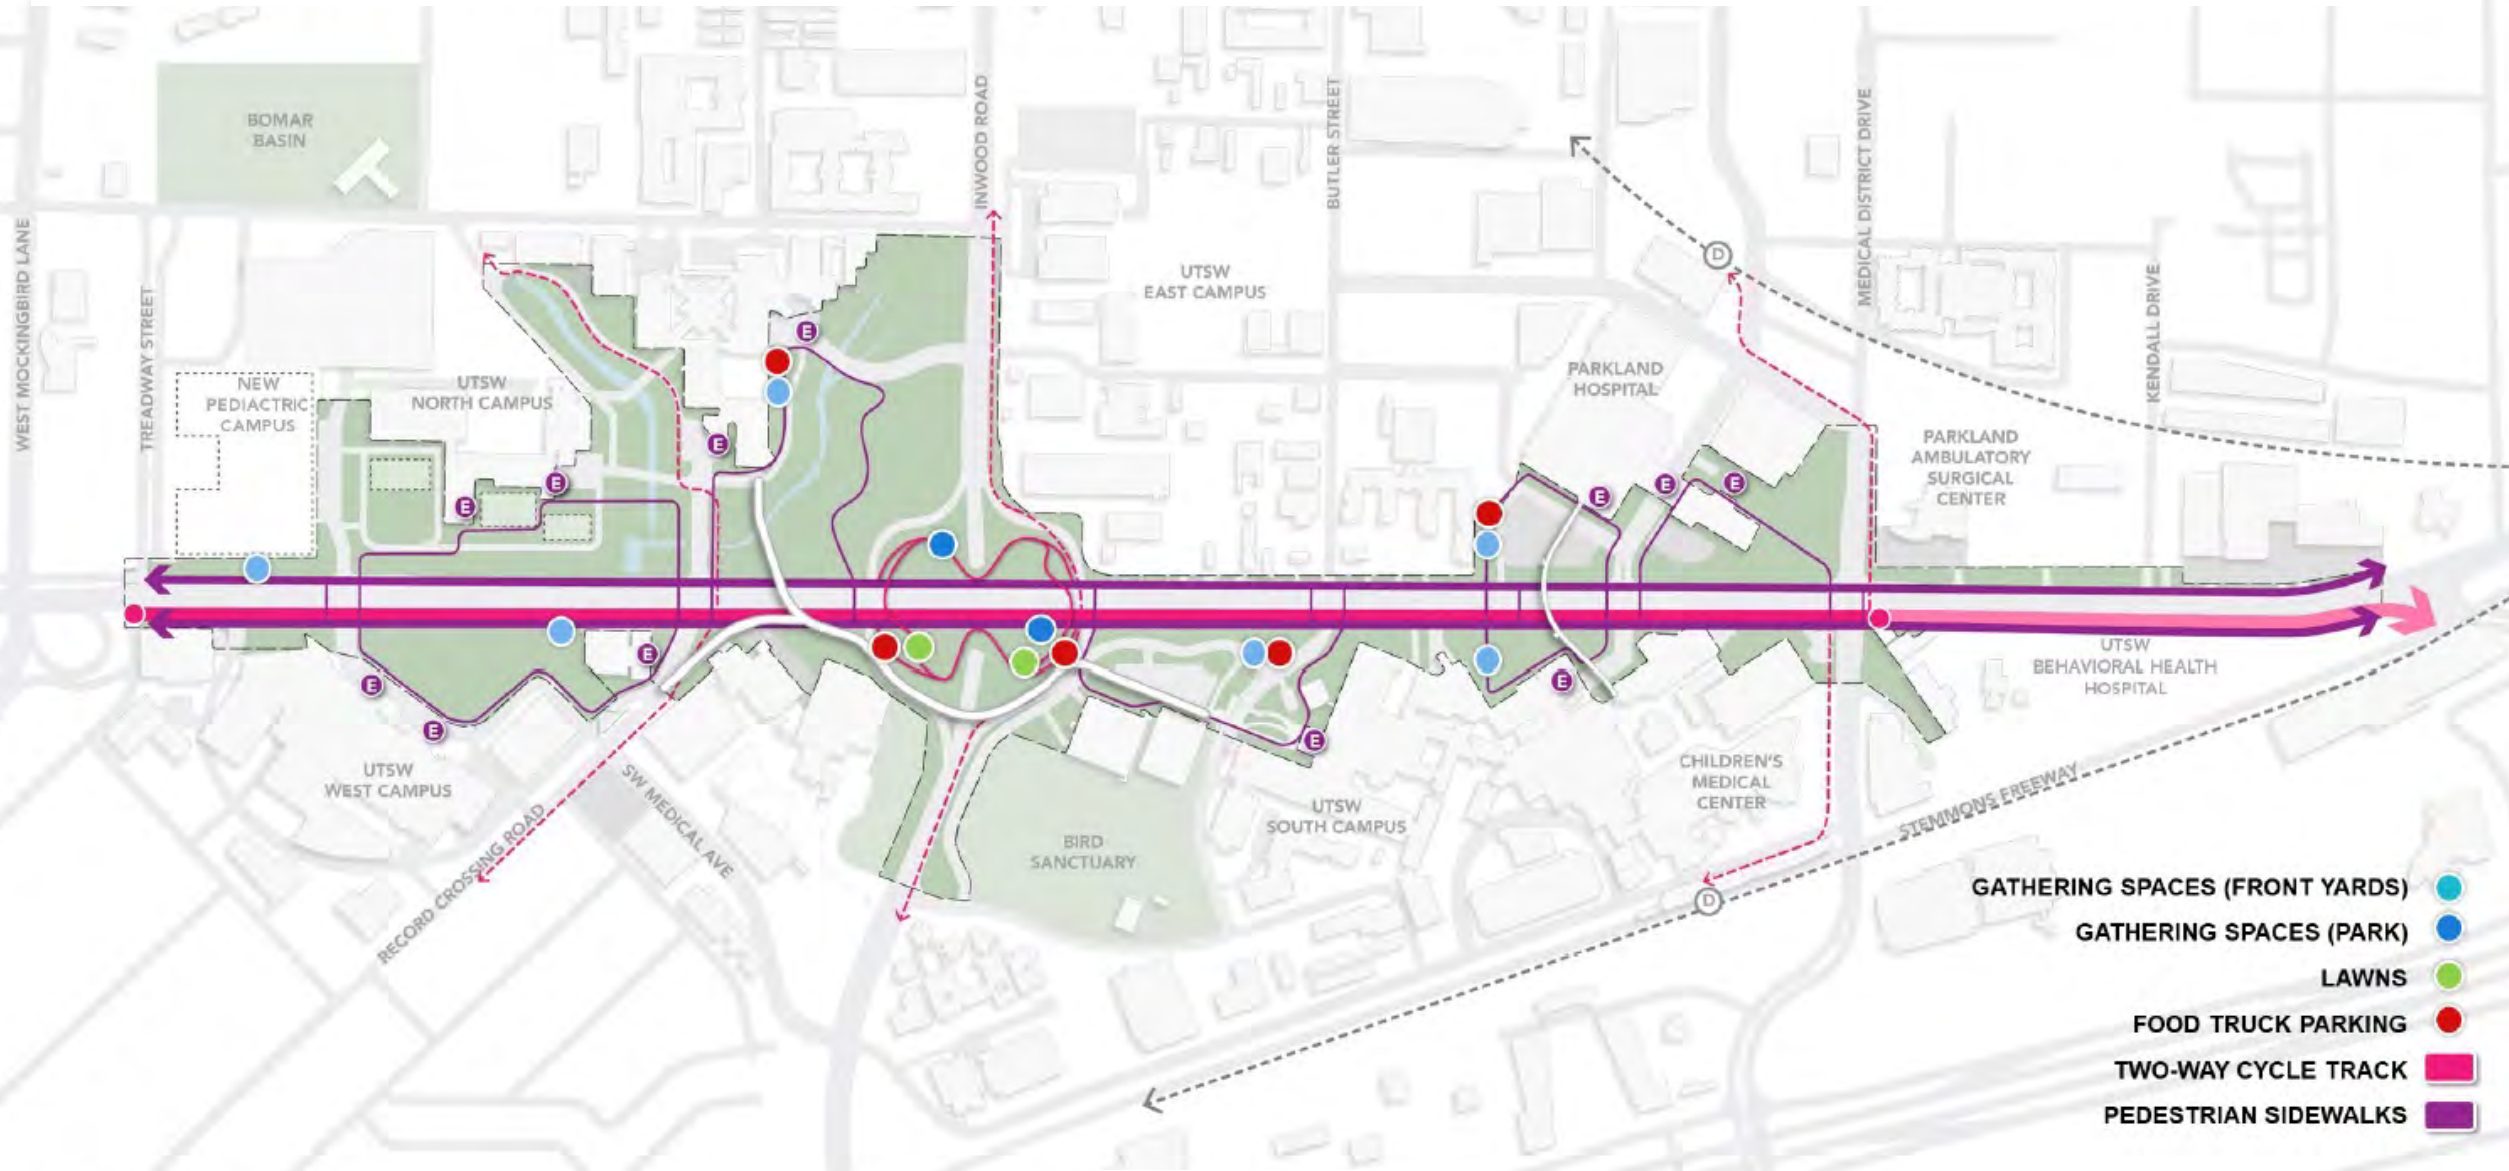 BOMAR
BASIN
INWOOD ROAD
BUTLER STREET
MEDICAL DISTRICT DRIVE
WEST MOCKINGBIRD LANE
TREADWAY STREET
KENDALL DRIVE
D
UTSW
EAST CAMPUS
E
NEW
PEDIACTRIC
CAMPUS
UTSW
NORTH CAMPUS
PARKLAND
HOSPITAL
PARKLAND
AMBULATORY
SURGICAL
CENTER
E
E
E
E
E
E
E
E
E
E
E
E
UTSW
BEHAVIORAL HEALTH
HOSPITAL
UTSW
WEST CAMPUS
RECORD CROSSING ROAD
SW MEDICAL AVE
BIRD
SANCTUARY
UTSW
SOUTH CAMPUS
CHILDREN'S
MEDICAL
CENTER
STEMMONS FREEWAY
D
GATHERING SPACES (FRONT YARDS)
GATHERING SPACES (PARK)
LAWNS
FOOD TRUCK PARKING
TWO-WAY CYCLE TRACK
PEDESTRIAN SIDEWALKS